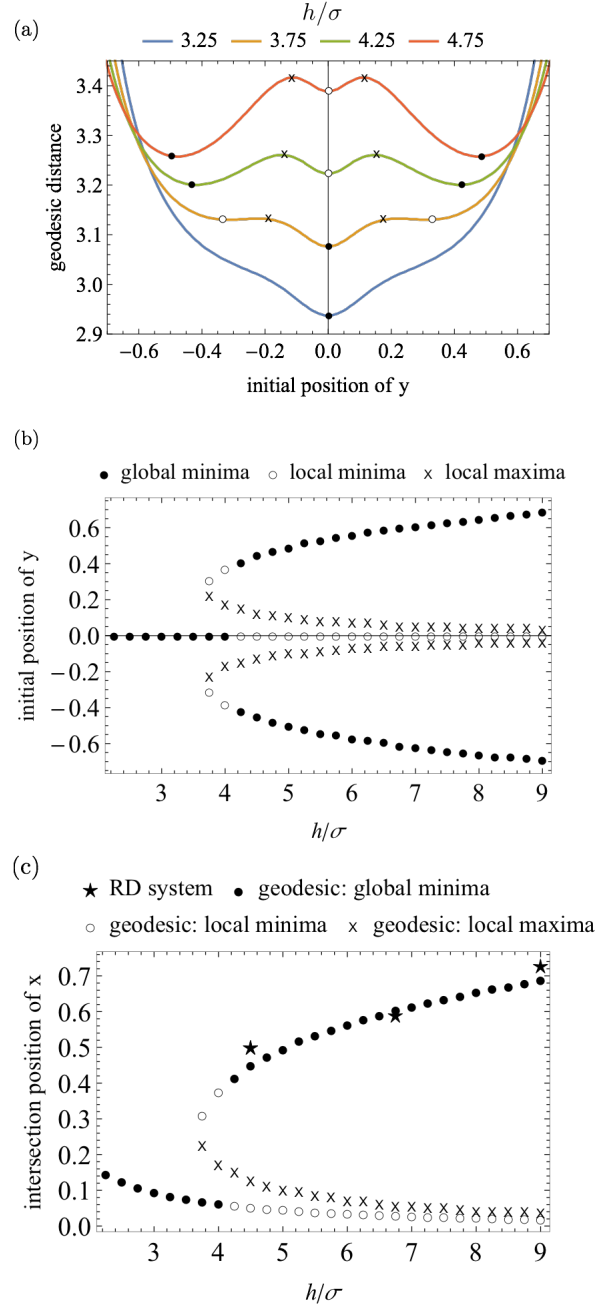 (a)
h/σ
3.25 3.75 4.25 4.75
geodesic distance
3.4
3.3
3.2
3.1
3.0
2.9
−0.6 −0.4 −0.2 0.0 0.2 0.4 0.6
initial position of y
(b)
● global minima ○ local minima x local maxima
initial position of y
0.6
0.4
0.2
0.0
−0.2
−0.4
−0.6
3 4 5 6 7 8 9
h/σ
(c)
★ RD system ● geodesic: global minima
○ geodesic: local minima x geodesic: local maxima
intersection position of x
0.7
0.6
0.5
0.4
0.3
0.2
0.1
0.0
3 4 5 6 7 8 9
h/σ